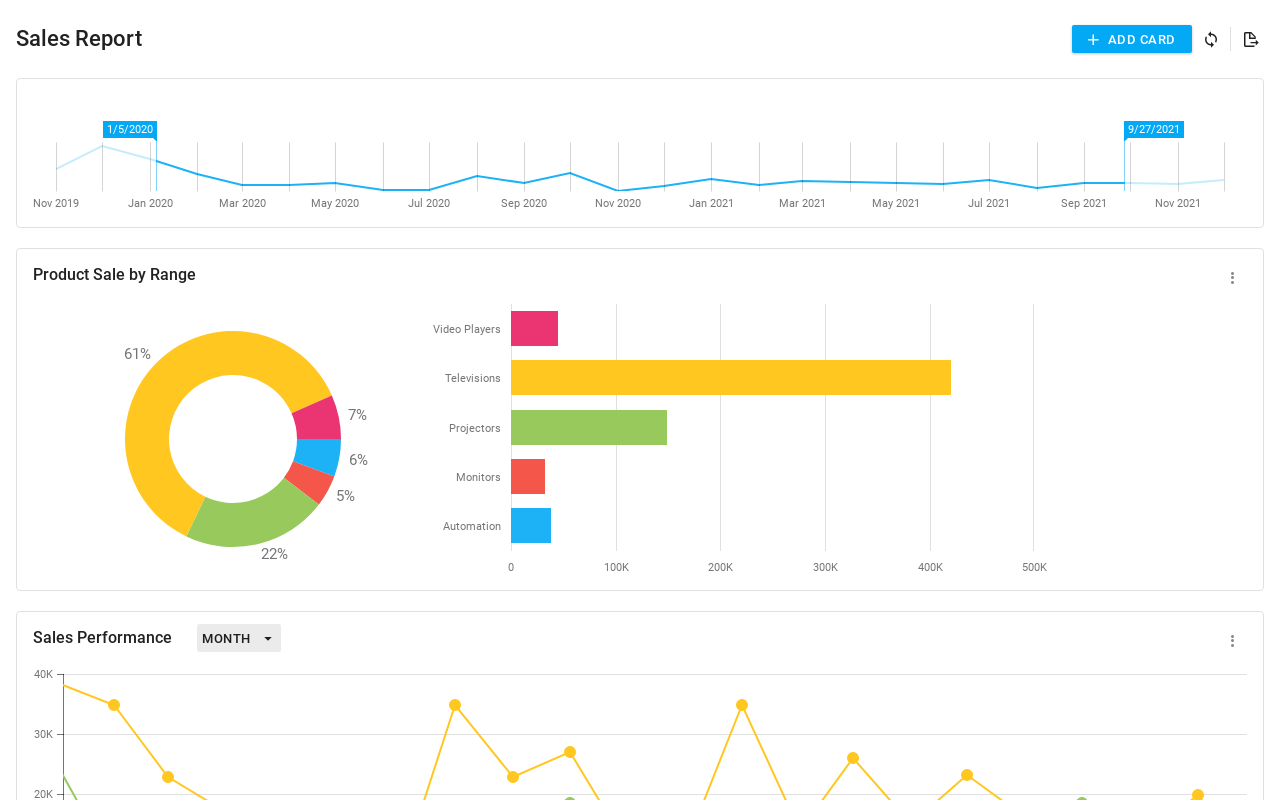 Sales Report
ADD CARD
1/5/2020
9/27/2021
Nov 2019 Jan 2020 Mar 2020 May 2020 Jul 2020 Sep 2020 Nov 2020 Jan 2021 Mar 2021 May 2021 Jul 2021 Sep 2021 Nov 2021
Product Sale by Range
61%
7%
6%
5%
22%
Video Players
Televisions
Projectors
Monitors
Automation
0 100K 200K 300K 400K 500K
Sales Performance
MONTH
40K
30K
20K